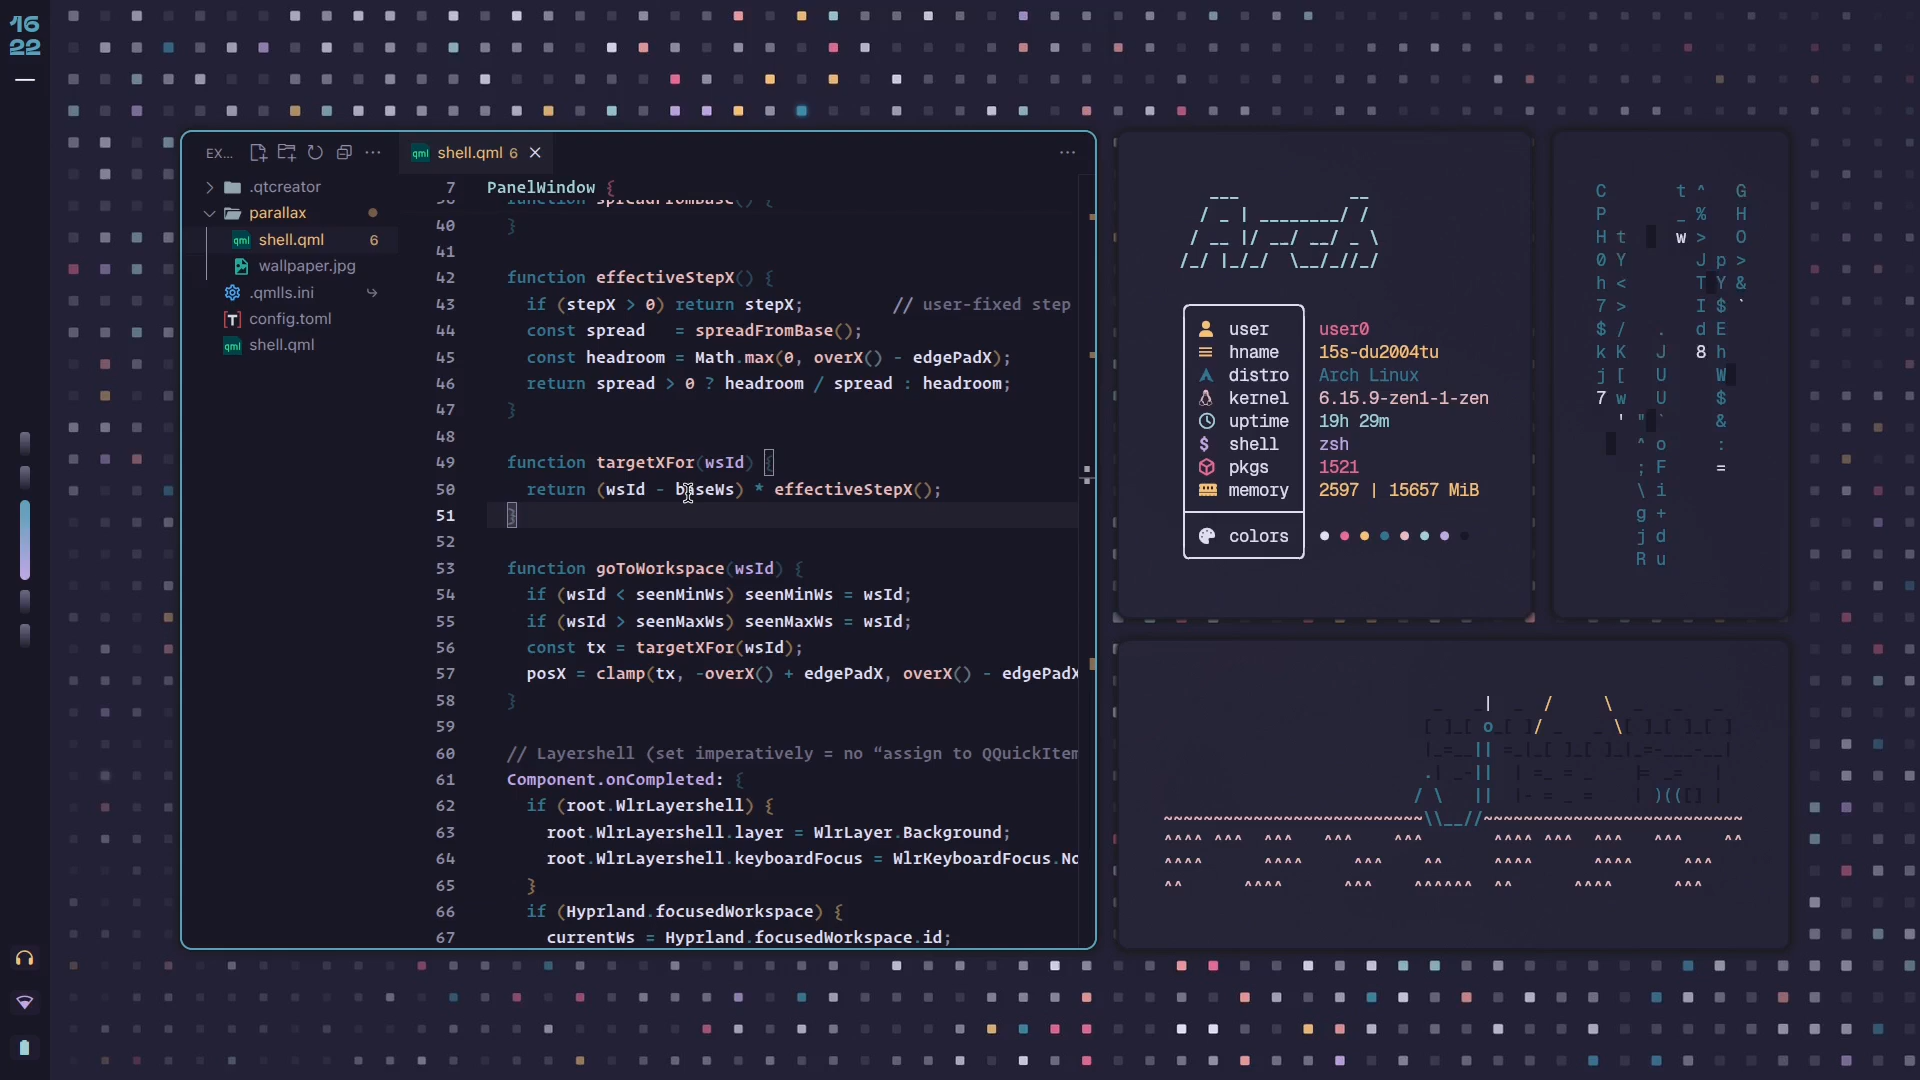 16
22
EX...
shell.qml 6
.qtcreator
parallax
shell.qml 6
wallpaper.jpg
.qmlls.ini
config.toml
shell.qml
7 PanelWindow {
40 }
41
42 function effectiveStepX() {
43 if (stepX > 0) return stepX; // user-fixed step
44 const spread = spreadFromBase();
45 const headroom = Math.max(0, overX() - edgePadX);
46 return spread > 0 ? headroom / spread : headroom;
47 }
48
49 function targetXFor(wsId) {
50 return (wsId - baseWs) * effectiveStepX();
51 }
52
53 function goToWorkspace(wsId) {
54 if (wsId < seenMinWs) seenMinWs = wsId;
55 if (wsId > seenMaxWs) seenMaxWs = wsId;
56 const tx = targetXFor(wsId);
57 posX = clamp(tx, -overX() + edgePadX, overX() - edgePadX
58 }
59
60 // Layershell (set imperatively = no “assign to QQuickItem
61 Component.onCompleted: {
62 if (root.WlrLayershell) {
63 root.WlrLayershell.layer = WlrLayer.Background;
64 root.WlrLayershell.keyboardFocus = WlrKeyboardFocus.No
65 }
66 if (Hyprland.focusedWorkspace) {
67 currentWs = Hyprland.focusedWorkspace.id;
user user0
hname 15s-du2004tu
distro Arch Linux
kernel 6.15.9-zen1-1-zen
uptime 19h 29m
shell zsh
pkgs 1521
memory 2597 | 15657 MiB
colors